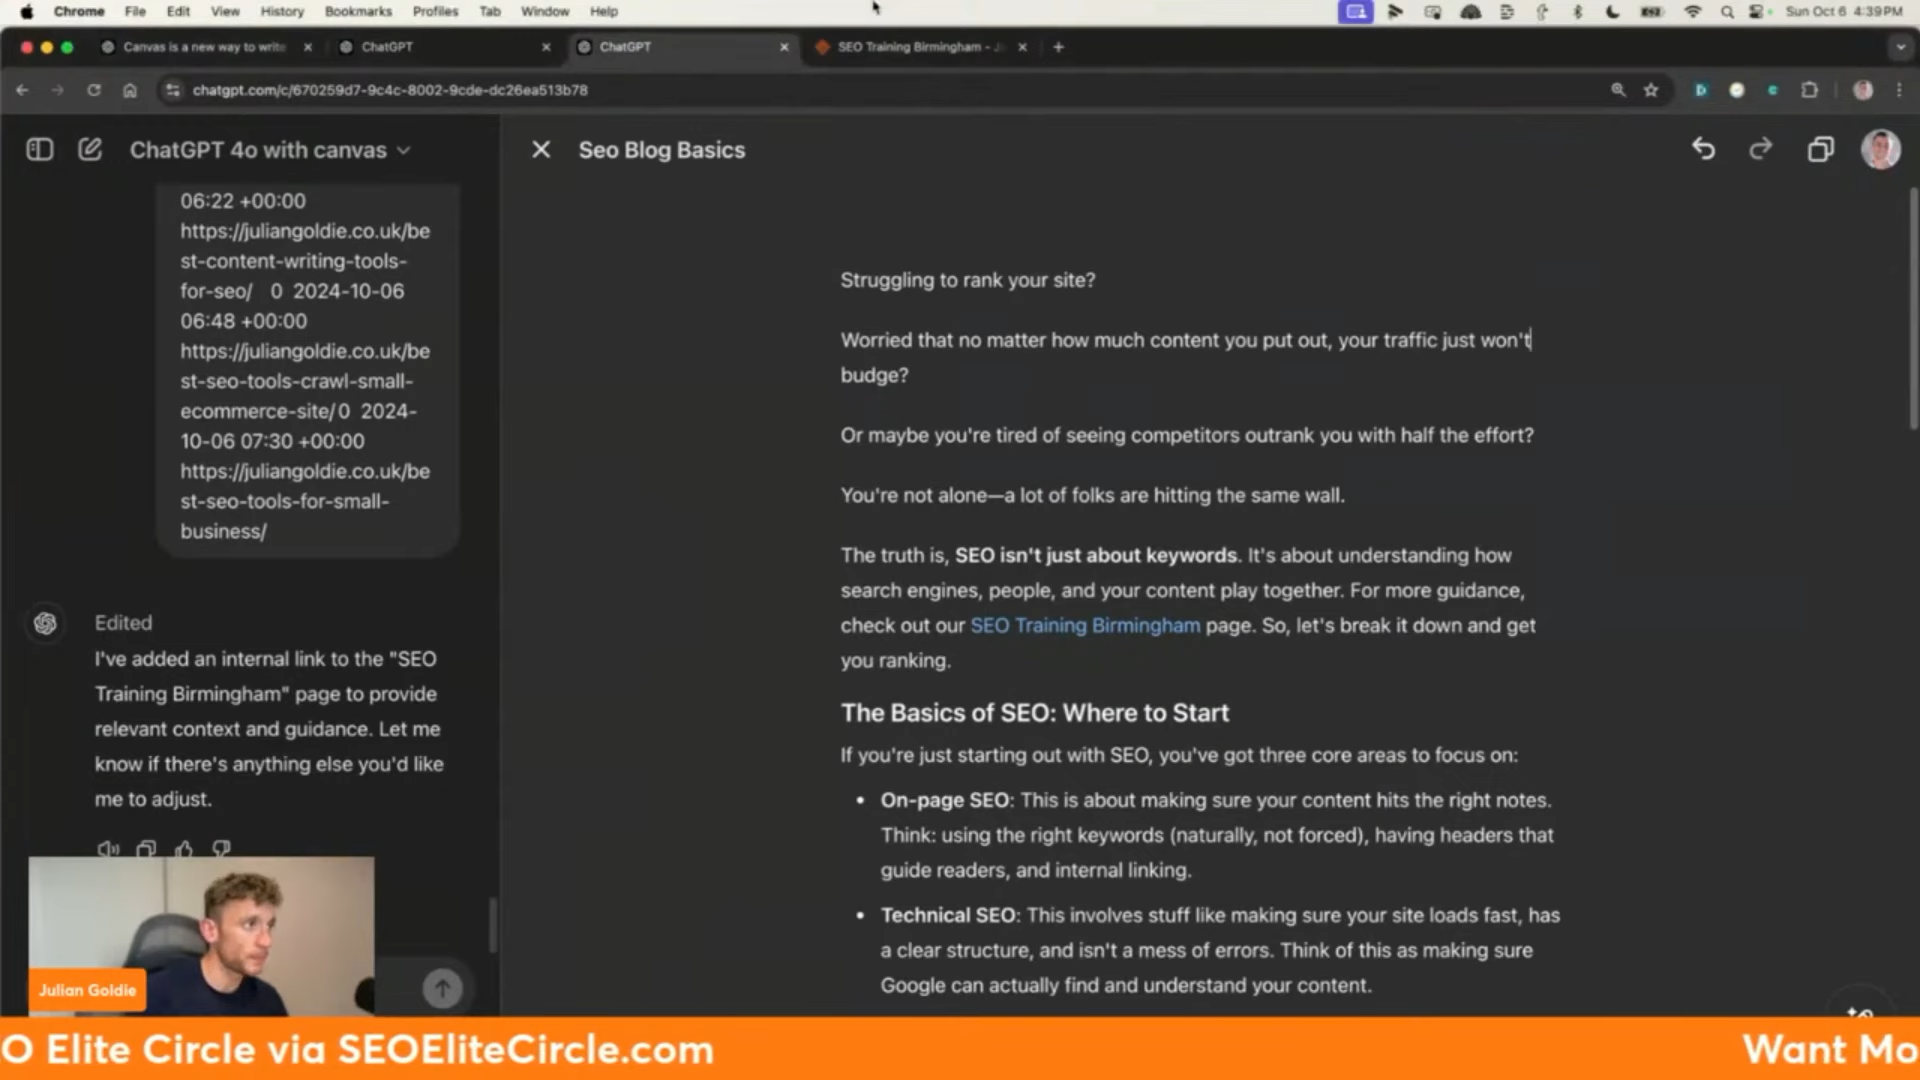 Chrome File Edit View History Bookmarks Profiles Tab Window Help
Sun Oct 6 4:39 PM
Canvas is a new way to write
ChatGPT
ChatGPT
SEO Training Birmingham - J
chatgpt.com/c/670259d7-9c4c-8002-9cde-dc26ea513b78
ChatGPT 4o with canvas
06:22 +00:00
https://juliangoldie.co.uk/be
st-content-writing-tools-
for-seo/ 0 2024-10-06
06:48 +00:00
https://juliangoldie.co.uk/be
st-seo-tools-crawl-small-
ecommerce-site/ 0 2024-
10-06 07:30 +00:00
https://juliangoldie.co.uk/be
st-seo-tools-for-small-
business/
Edited
I've added an internal link to the "SEO
Training Birmingham" page to provide
relevant context and guidance. Let me
know if there's anything else you'd like
me to adjust.
Seo Blog Basics
Struggling to rank your site?
Worried that no matter how much content you put out, your traffic just won't
budge?
Or maybe you're tired of seeing competitors outrank you with half the effort?
You're not alone—a lot of folks are hitting the same wall.
The truth is, SEO isn't just about keywords. It's about understanding how
search engines, people, and your content play together. For more guidance,
check out our SEO Training Birmingham page. So, let's break it down and get
you ranking.
The Basics of SEO: Where to Start
If you're just starting out with SEO, you've got three core areas to focus on:
• On-page SEO: This is about making sure your content hits the right notes.
Think: using the right keywords (naturally, not forced), having headers that
guide readers, and internal linking.
• Technical SEO: This involves stuff like making sure your site loads fast, has
a clear structure, and isn't a mess of errors. Think of this as making sure
Google can actually find and understand your content.
Julian Goldie
O Elite Circle via SEOEliteCircle.com
Want Mo